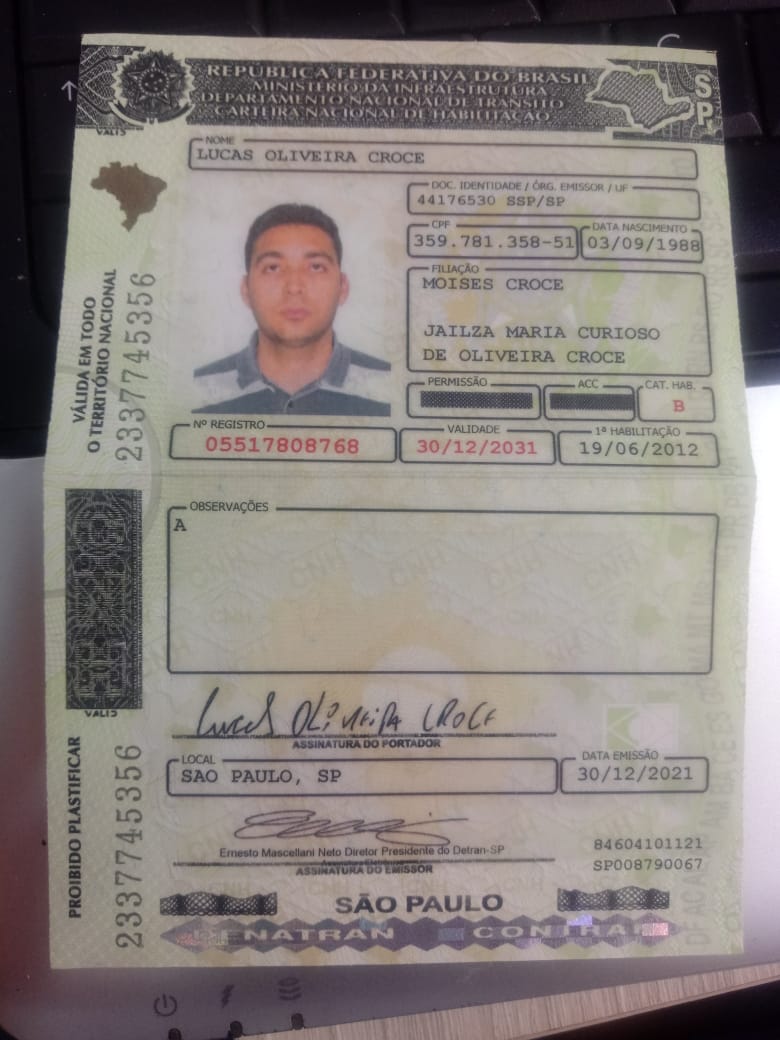 REPÚBLICA FEDERATIVA DO BRASIL
MINISTÉRIO DA INFRAESTRUTURA
DEPARTAMENTO NACIONAL DE TRÂNSITO
CARTEIRA NACIONAL DE HABILITAÇÃO
SP
NOME
LUCAS OLIVEIRA CROCE
DOC. IDENTIDADE / ÓRG. EMISSOR / UF
44176530 SSP/SP
CPF
359.781.358-51
DATA NASCIMENTO
03/09/1988
FILIAÇÃO
MOISES CROCE
JAILZA MARIA CURIOSO
DE OLIVEIRA CROCE
PERMISSÃO
ACC
CAT. HAB.
B
Nº REGISTRO
05517808768
VALIDADE
30/12/2031
1ª HABILITAÇÃO
19/06/2012
VÁLIDA EM TODO
O TERRITÓRIO NACIONAL
2337745356
OBSERVAÇÕES
A
Lucas Oliveira Croce
ASSINATURA DO PORTADOR
LOCAL
SAO PAULO, SP
DATA EMISSÃO
30/12/2021
Ernesto Mascellani Neto Diretor Presidente do Detran-SP
ASSINATURA DO EMISSOR
84604101121
SP008790067
PROIBIDO PLASTIFICAR
2337745356
SÃO PAULO
DENATRAN CONTRAN